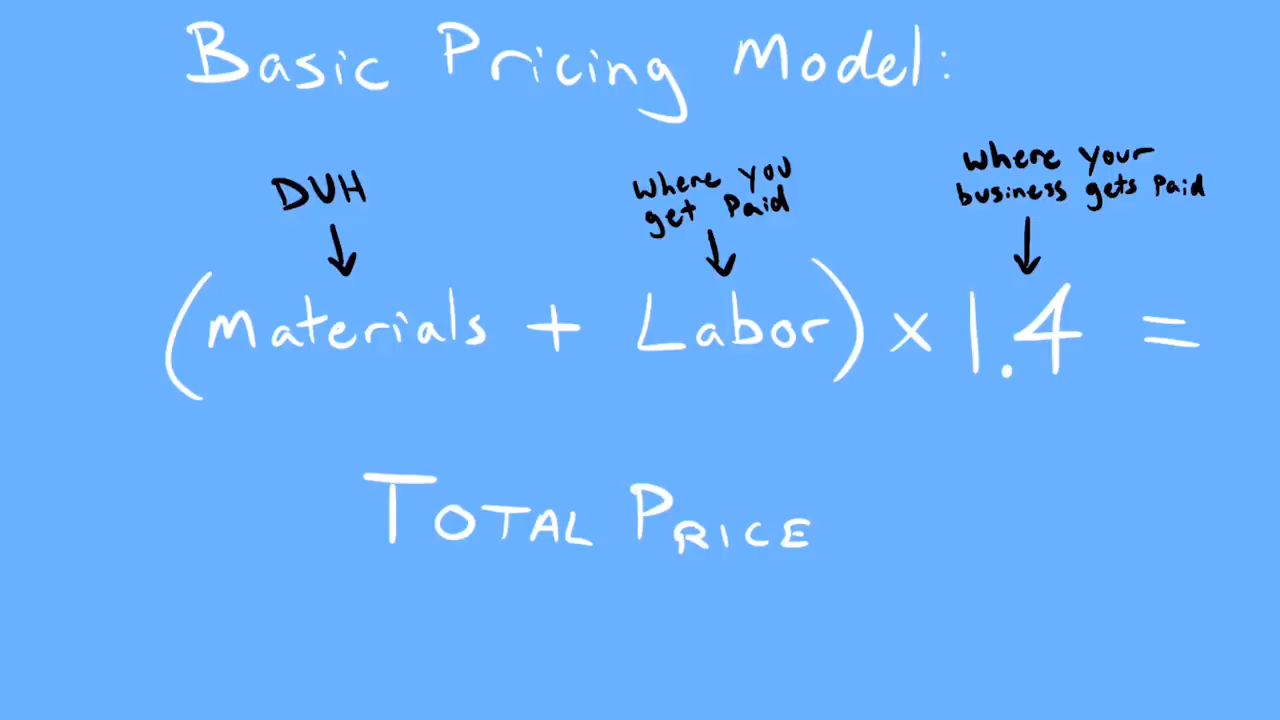 Basic Pricing Model:
DUH
where you
get Paid
where your
business gets Paid
(Materials + Labor) x 1.4 =
TOTAL PRICE